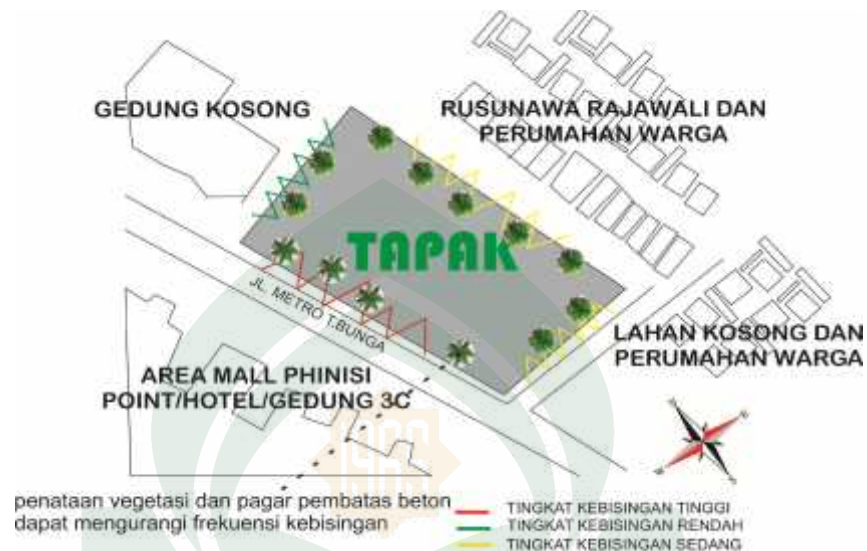 GEDUNG KOSONG
RUSUNAWA RAJAWALI DAN
PERUMAHAN WARGA
TAPAK
JL. METRO T.BUNGA
LAHAN KOSONG DAN
PERUMAHAN WARGA
AREA MALL PHINISI
POINT/HOTEL/GEDUNG 3C
1965
penataan vegetasi dan pagar pembatas beton
dapat mengurangi frekuensi kebisingan
TINGKAT KEBISINGAN TINGGI
TINGKAT KEBISINGAN RENDAH
TINGKAT KEBISINGAN SEDANG